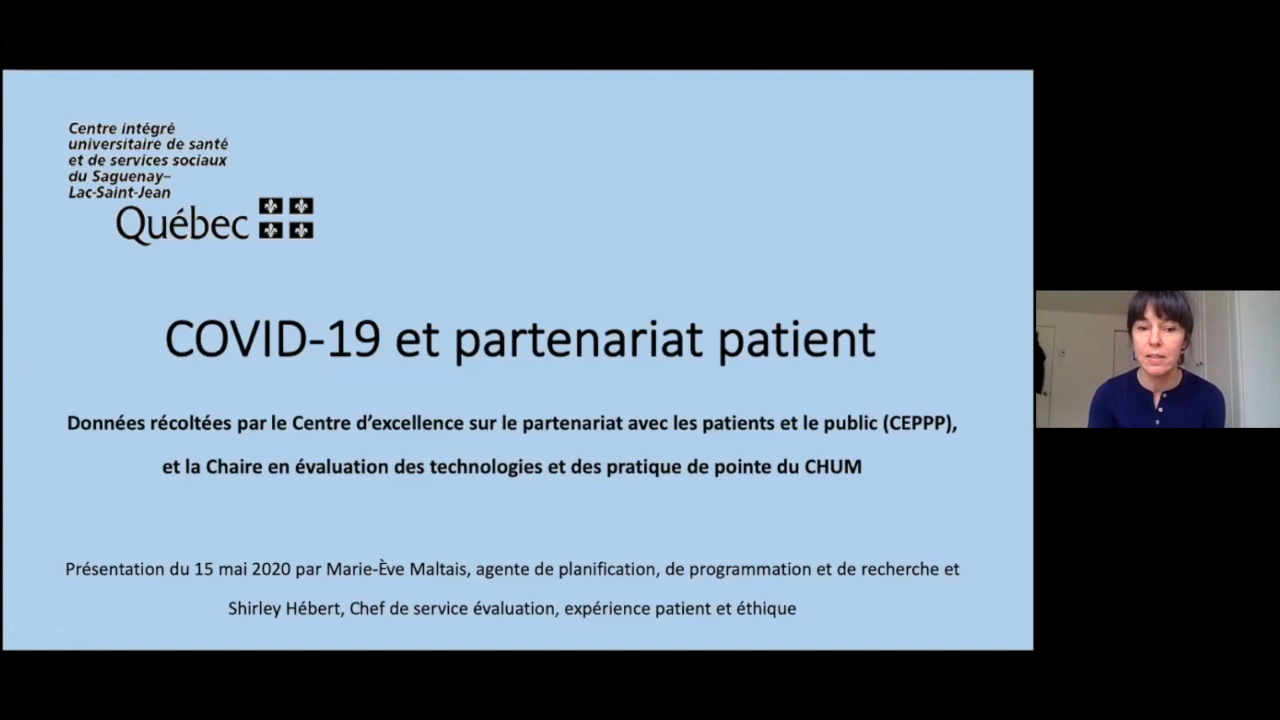 Centre intégré
universitaire de santé
et de services sociaux
du Saguenay–
Lac-Saint-Jean
Québec
COVID-19 et partenariat patient
Données récoltées par le Centre d'excellence sur le partenariat avec les patients et le public (CEPPP),
et la Chaire en évaluation des technologies et des pratique de pointe du CHUM
Présentation du 15 mai 2020 par Marie-Ève Maltais, agente de planification, de programmation et de recherche et
Shirley Hébert, Chef de service évaluation, expérience patient et éthique